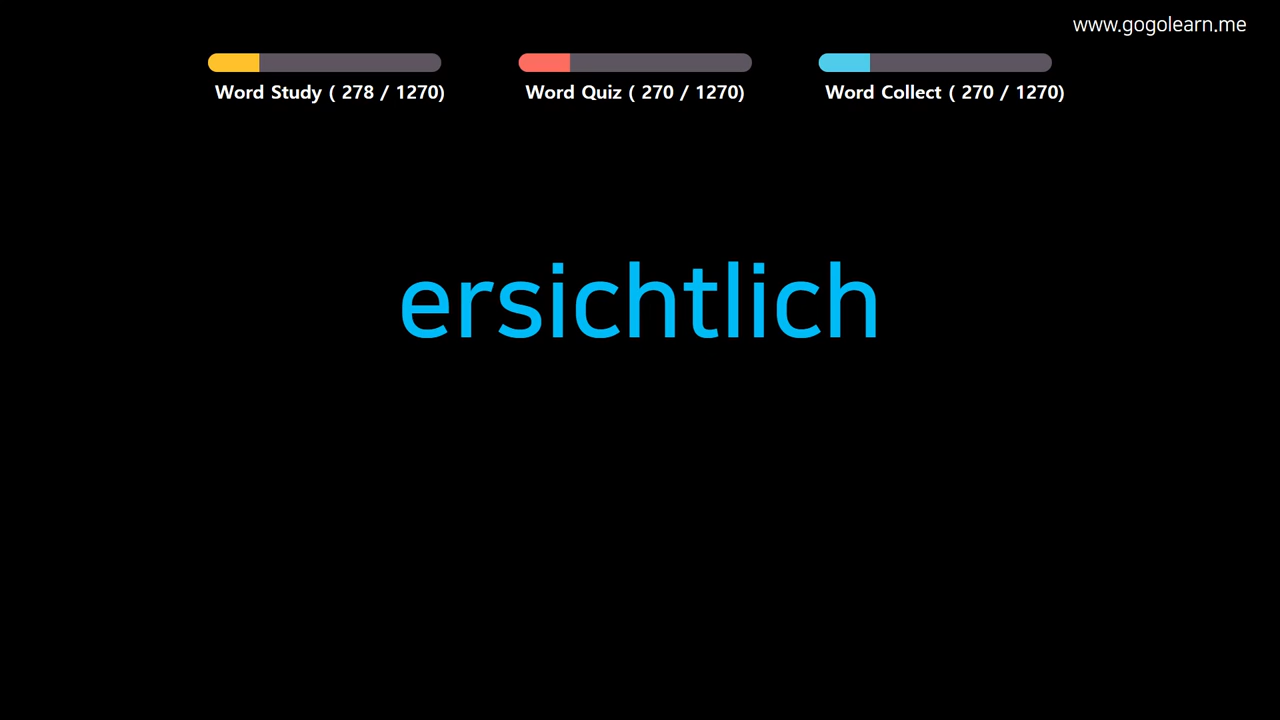 www.gogolearn.me
Word Study ( 278 / 1270)
Word Quiz ( 270 / 1270)
Word Collect ( 270 / 1270)
ersichtlich